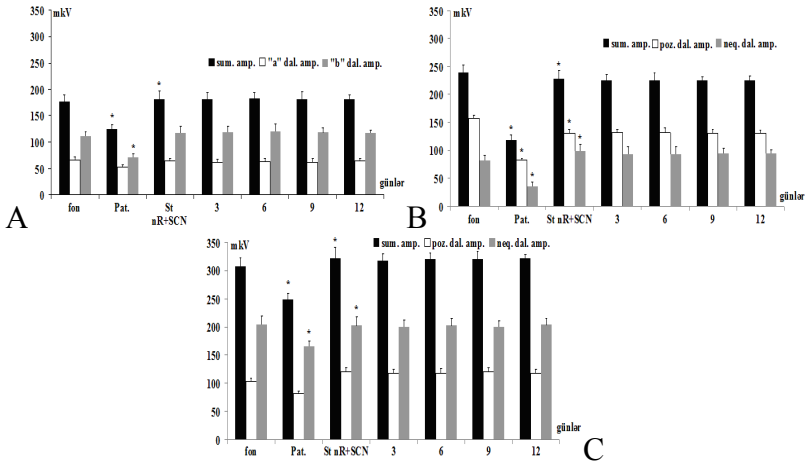 mkV
350
300
250
200
150
100
50
0
sum. amp. "a" dal. amp. "b" dal. amp.
*
* *
günlər
fon Pat. St nR+SCN 3 6 9 12
A
mkV
350
300
250
200
150
100
50
0
sum. amp. poz. dal. amp. neq. dal. amp.
* * *
* * *
günlər
fon Pat. St nR+SCN 3 6 9 12
B
mkV
350
300
250
200
150
100
50
0
sum. amp. poz. dal. amp. neq. dal. amp.
* *
* *
günlər
fon Pat. St nR+SCN 3 6 9 12
C